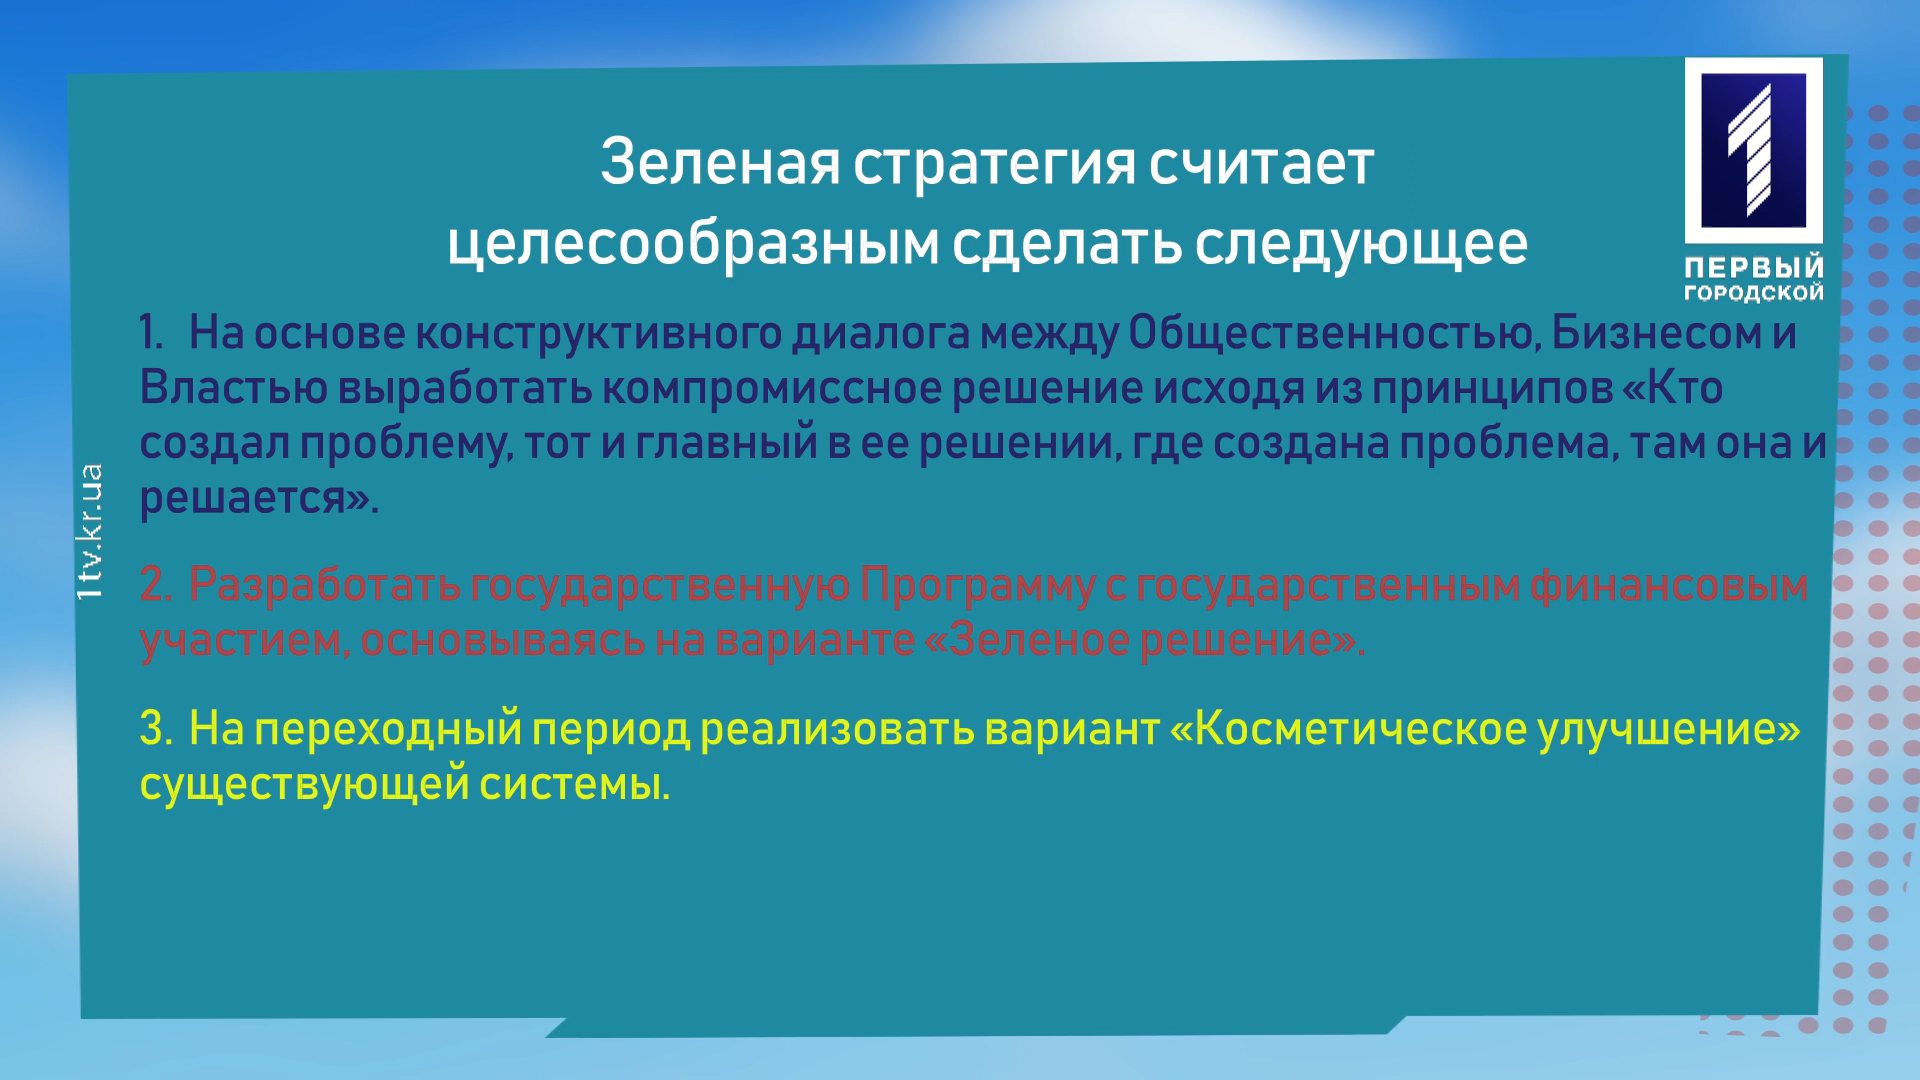 Зеленая стратегия считает
целесообразным сделать следующее
ПЕРВЫЙ
ГОРОДСКОЙ
1. На основе конструктивного диалога между Общественностью, Бизнесом и
Властью выработать компромиссное решение исходя из принципов «Кто
создал проблему, тот и главный в ее решении, где создана проблема, там она и
решается».
2. Разработать государственную Программу с государственным финансовым
участием, основываясь на варианте «Зеленое решение».
3. На переходный период реализовать вариант «Косметическое улучшение»
существующей системы.
1tv.kr.ua